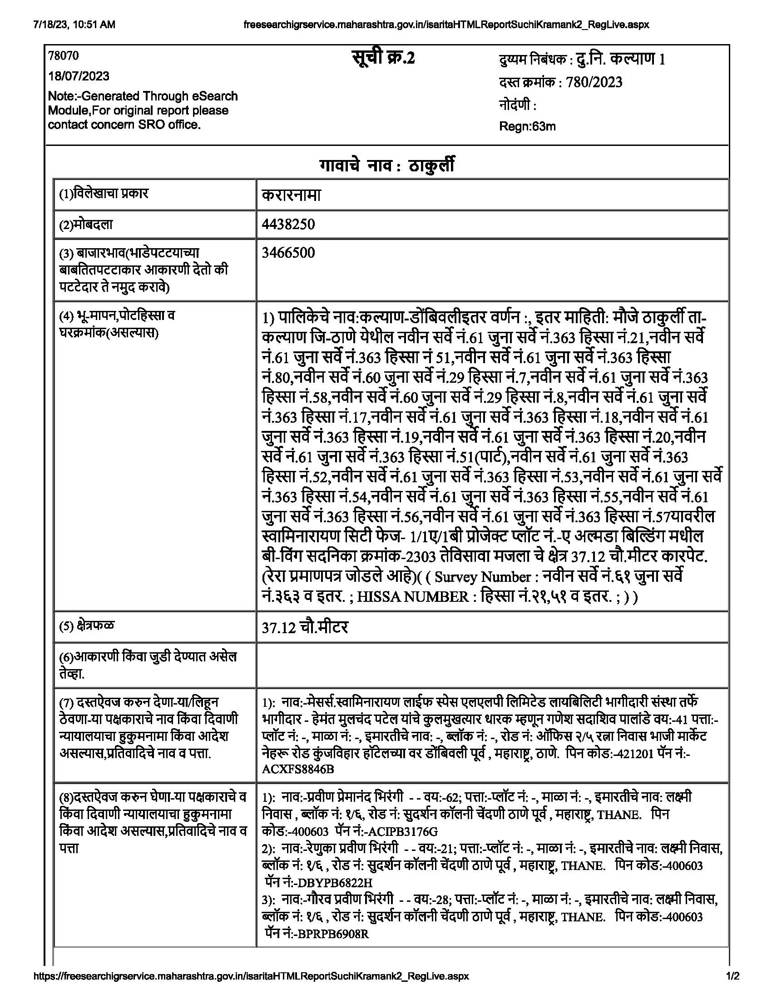 7/18/23, 10:51 AM freesearchigrservice.maharashtra.gov.in/isaritaHTMLReportSuchiKramank2_RegLive.aspx
78070
18/07/2023
Note:-Generated Through eSearch
Module,For original report please
contact concern SRO office.
सूची क्र.2
दुय्यम निबंधक : दु.नि. कल्याण 1
दस्त क्रमांक : 780/2023
नोदंणी :
Regn:63m
गावाचे नाव : ठाकुर्ली
(1)विलेखाचा प्रकार
करारनामा
(2)मोबदला
4438250
(3) बाजारभाव(भाडेपटटयाच्या
बाबतितपटटाकार आकारणी देतो की
पटटेदार ते नमुद करावे)
3466500
(4) भू-मापन,पोटहिस्सा व
घरक्रमांक(असल्यास)
1) पालिकेचे नाव:कल्याण-डोंबिवलीइतर वर्णन :, इतर माहिती: मौजे ठाकुर्ली ता-
कल्याण जि-ठाणे येथील नवीन सर्वे नं.61 जुना सर्वे नं.363 हिस्सा नं.21,नवीन सर्वे
नं.61 जुना सर्वे नं.363 हिस्सा नं 51,नवीन सर्वे नं.61 जुना सर्वे नं.363 हिस्सा
नं.80,नवीन सर्वे नं.60 जुना सर्वे नं.29 हिस्सा नं.7,नवीन सर्वे नं.61 जुना सर्वे नं.363
हिस्सा नं.58,नवीन सर्वे नं.60 जुना सर्वे नं.29 हिस्सा नं.8,नवीन सर्वे नं.61 जुना सर्वे
नं.363 हिस्सा नं.17,नवीन सर्वे नं.61 जुना सर्वे नं.363 हिस्सा नं.18,नवीन सर्वे नं.61
जुना सर्वे नं.363 हिस्सा नं.19,नवीन सर्वे नं.61 जुना सर्वे नं.363 हिस्सा नं.20,नवीन
सर्वे नं.61 जुना सर्वे नं.363 हिस्सा नं.51(पार्ट),नवीन सर्वे नं.61 जुना सर्वे नं.363
हिस्सा नं.52,नवीन सर्वे नं.61 जुना सर्वे नं.363 हिस्सा नं.53,नवीन सर्वे नं.61 जुना सर्वे
नं.363 हिस्सा नं.54,नवीन सर्वे नं.61 जुना सर्वे नं.363 हिस्सा नं.55,नवीन सर्वे नं.61
जुना सर्वे नं.363 हिस्सा नं.56,नवीन सर्वे नं.61 जुना सर्वे नं.363 हिस्सा नं.57यावरील
स्वामिनारायण सिटी फेज- 1/1ए/1बी प्रोजेक्ट प्लॉट नं.-ए अल्मडा बिल्डिंग मधील
बी-विंग सदनिका क्रमांक-2303 तेविसावा मजला चे क्षेत्र 37.12 चौ.मीटर कारपेट.
(रेरा प्रमाणपत्र जोडले आहे)( ( Survey Number : नवीन सर्वे नं.६१ जुना सर्वे
नं.३६३ व इतर. ; HISSA NUMBER : हिस्सा नं.२१,५१ व इतर. ; ) )
(5) क्षेत्रफळ
37.12 चौ.मीटर
(6)आकारणी किंवा जुडी देण्यात असेल
तेव्हा.
(7) दस्तऐवज करुन देणा-या/लिहून
ठेवणा-या पक्षकाराचे नाव किंवा दिवाणी
न्यायालयाचा हुकुमनामा किंवा आदेश
असल्यास,प्रतिवादिचे नाव व पत्ता.
1): नाव:-मेसर्स.स्वामिनारायण लाईफ स्पेस एलएलपी लिमिटेड लायबिलिटी भागीदारी संस्था तर्फे
भागीदार - हेमंत मुलचंद पटेल यांचे कुलमुखत्यार धारक म्हणून गणेश सदाशिव पालांडे वय:-41 पत्ता:-
प्लॉट नं: -, माळा नं: -, इमारतीचे नाव: -, ब्लॉक नं: -, रोड नं: ऑफिस २/५ रत्ना निवास भाजी मार्केट
नेहरू रोड कुंजविहार हॉटेलच्या वर डोंबिवली पूर्व , महाराष्ट्र, ठाणे. पिन कोड:-421201 पॅन नं:-
ACXFS8846B
(8)दस्तऐवज करुन घेणा-या पक्षकाराचे व
किंवा दिवाणी न्यायालयाचा हुकुमनामा
किंवा आदेश असल्यास,प्रतिवादिचे नाव व
पत्ता
1): नाव:-प्रवीण प्रेमानंद भिरंगी - - वय:-62; पत्ता:-प्लॉट नं: -, माळा नं: -, इमारतीचे नाव: लक्ष्मी
निवास , ब्लॉक नं: १/६, रोड नं: सुदर्शन कॉलनी चेंदणी ठाणे पूर्व , महाराष्ट्र, THANE. पिन
कोड:-400603 पॅन नं:-ACIPB3176G
2): नाव:-रेणुका प्रवीण भिरंगी - - वय:-21; पत्ता:-प्लॉट नं: -, माळा नं: -, इमारतीचे नाव: लक्ष्मी निवास,
ब्लॉक नं: १/६ , रोड नं: सुदर्शन कॉलनी चेंदणी ठाणे पूर्व , महाराष्ट्र, THANE. पिन कोड:-400603
पॅन नं:-DBYPB6822H
3): नाव:-गौरव प्रवीण भिरंगी - - वय:-28; पत्ता:-प्लॉट नं: -, माळा नं: -, इमारतीचे नाव: लक्ष्मी निवास,
ब्लॉक नं: १/६ , रोड नं: सुदर्शन कॉलनी चेंदणी ठाणे पूर्व , महाराष्ट्र, THANE. पिन कोड:-400603
पॅन नं:-BPRPB6908R
https://freesearchigrservice.maharashtra.gov.in/isaritaHTMLReportSuchiKramank2_RegLive.aspx 1/2